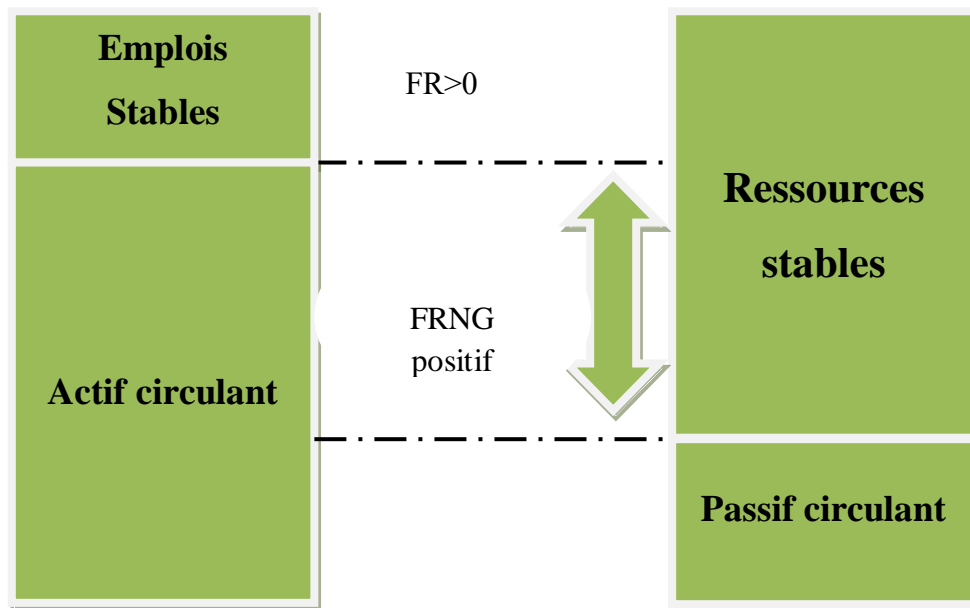 Emplois
Stables
FR>0
Ressources
stables
FRNG
positif
Actif circulant
Passif circulant